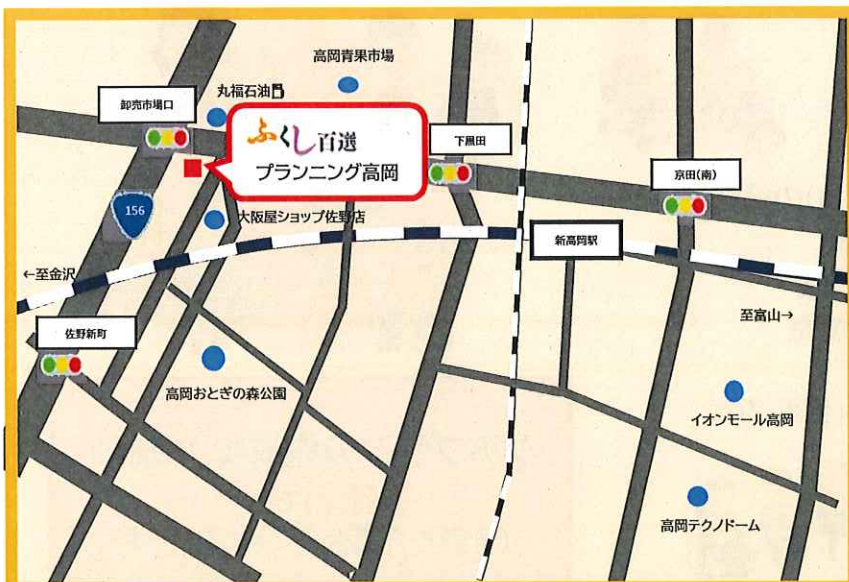 高岡青果市場
丸福石油
卸売市場口
ふくし百選
プランニング高岡
下黒田
京田(南)
156
大阪屋ショップ佐野店
新高岡駅
←至金沢
至富山→
佐野新町
高岡おとぎの森公園
イオンモール高岡
高岡テクノドーム